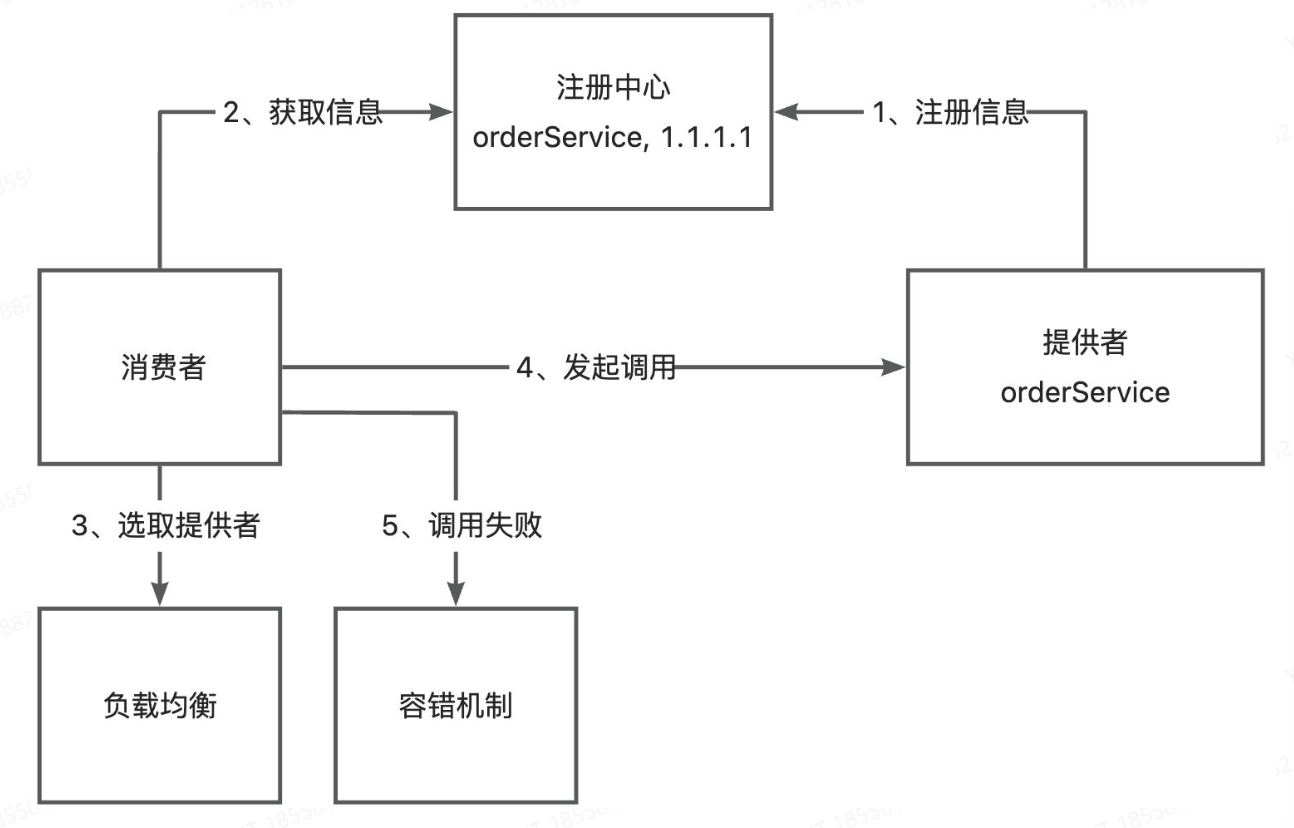 注册中心
orderService, 1.1.1.1
2、获取信息
1、注册信息
消费者
4、发起调用
提供者
orderService
3、选取提供者
5、调用失败
负载均衡
容错机制